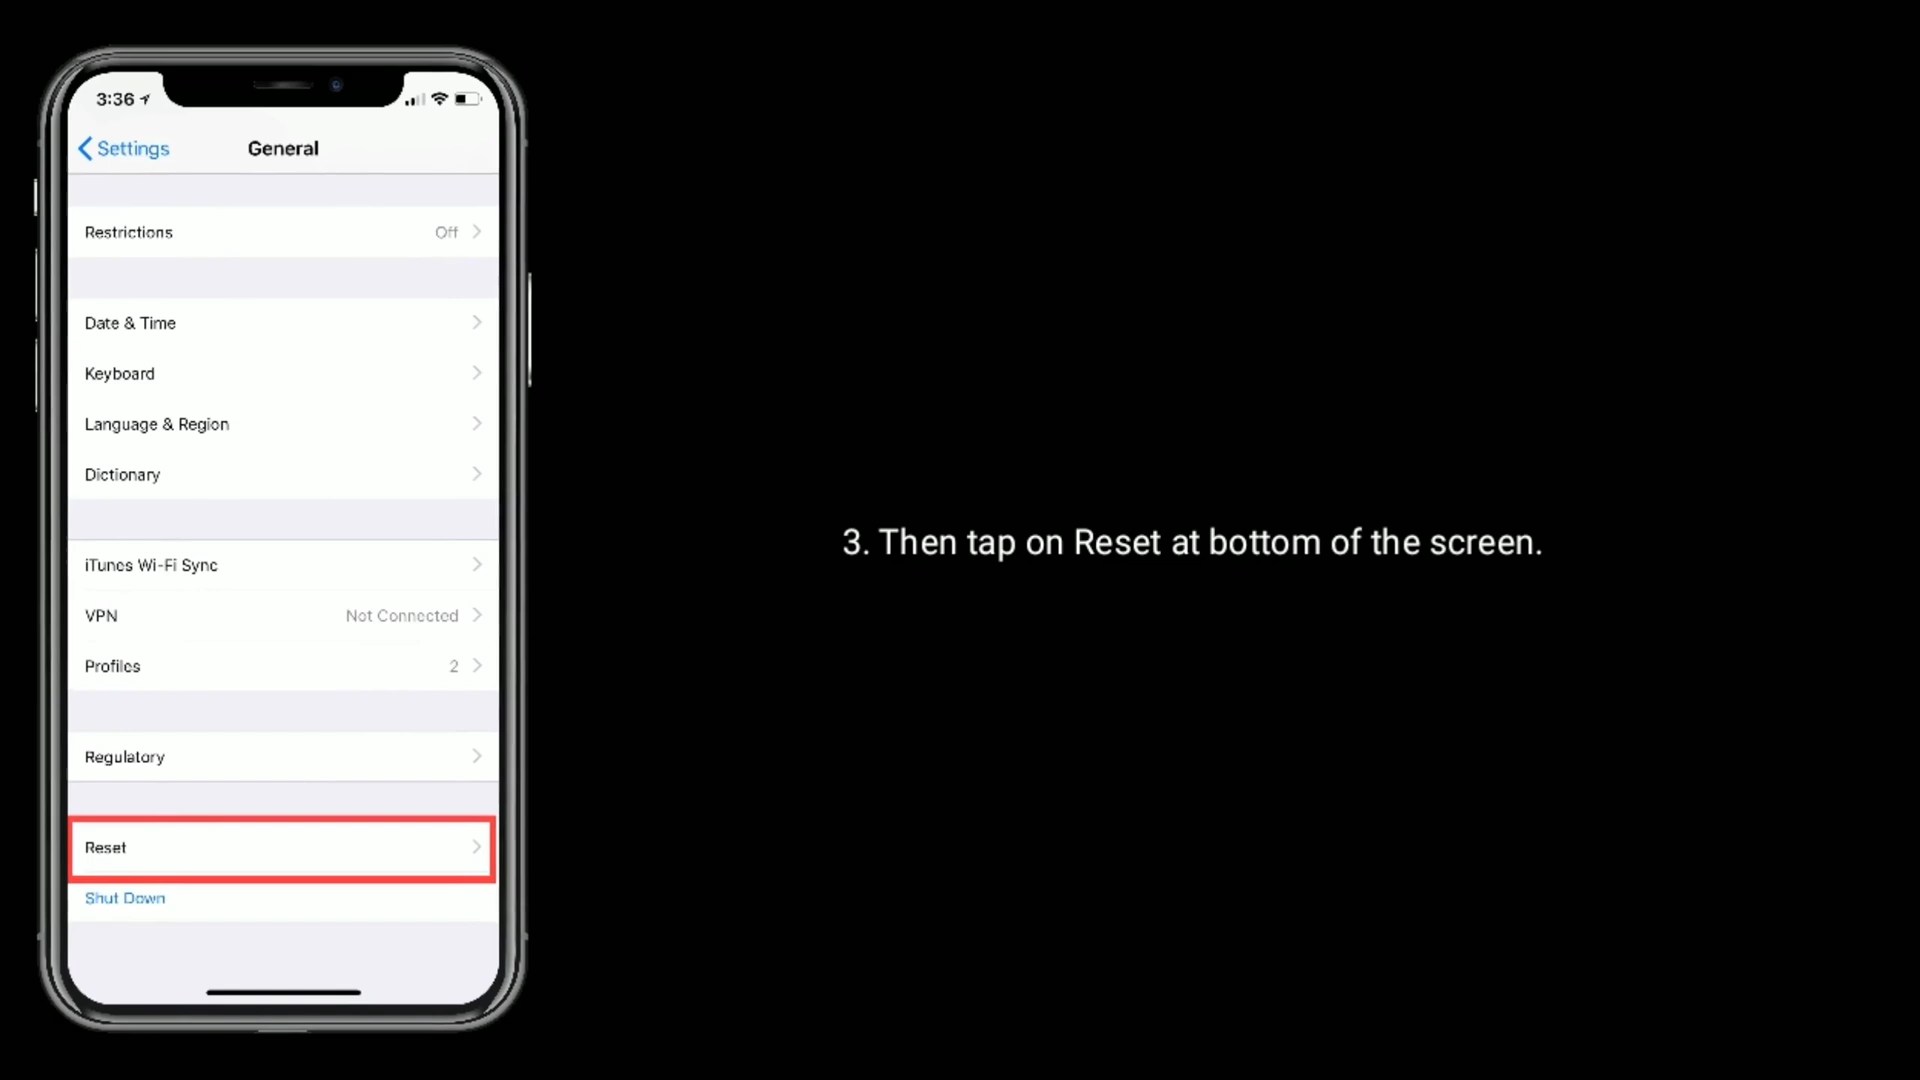 3:36
Settings
General
Restrictions Off
Date & Time
Keyboard
Language & Region
Dictionary
iTunes Wi-Fi Sync
VPN Not Connected
Profiles 2
Regulatory
Reset
Shut Down
3. Then tap on Reset at bottom of the screen.